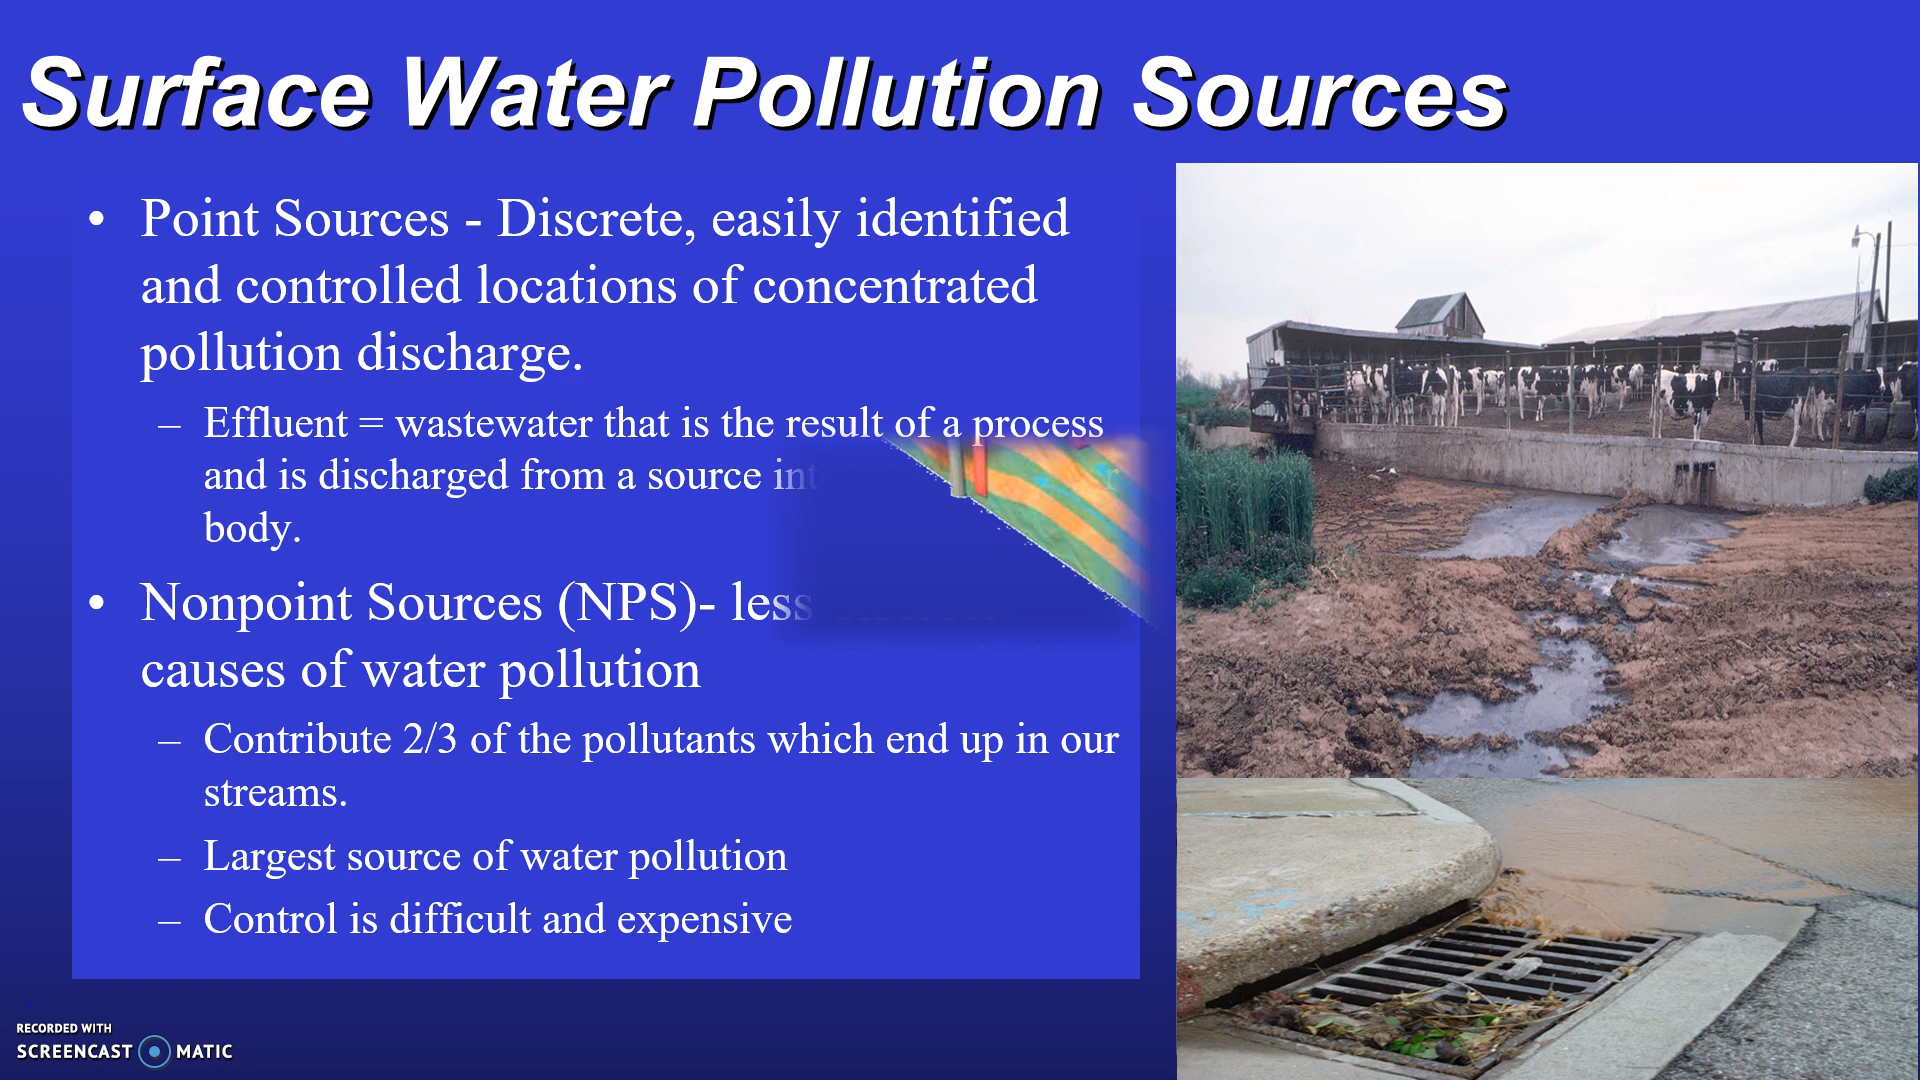 Surface Water Pollution Sources
• Point Sources - Discrete, easily identified
and controlled locations of concentrated
pollution discharge.
– Effluent = wastewater that is the result of a process
and is discharged from a source
body.
• Nonpoint Sources (NPS)- less
causes of water pollution
– Contribute 2/3 of the pollutants which end up in our
streams.
– Largest source of water pollution
– Control is difficult and expensive
RECORDED WITH
SCREENCAST MATIC